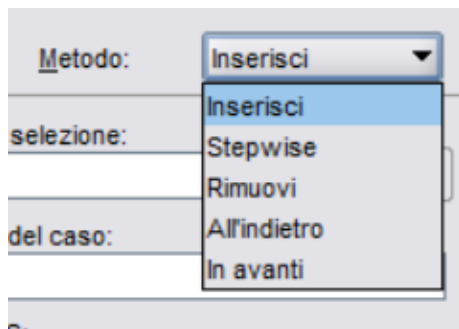 Metodo: Inserisci
Inserisci
selezione:
Stepwise
Rimuovi
del caso:
All'indietro
In avanti